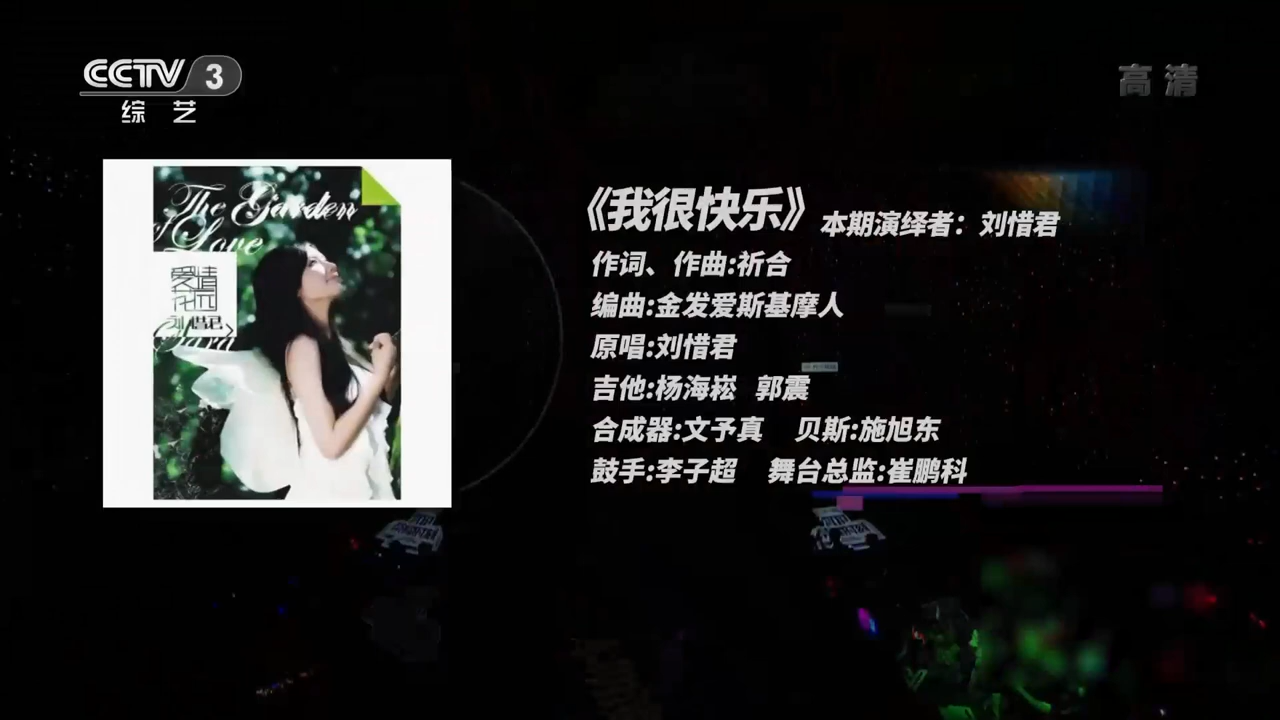 CCTV 3
综艺
高清
The Garden
of Love
爱情
花园
刘惜君
《我很快乐》 本期演绎者：刘惜君
作词、作曲:祈合
编曲:金发爱斯基摩人
原唱:刘惜君
吉他:杨海崧 郭震
合成器:文予真 贝斯:施旭东
鼓手:李子超 舞台总监:崔鹏科